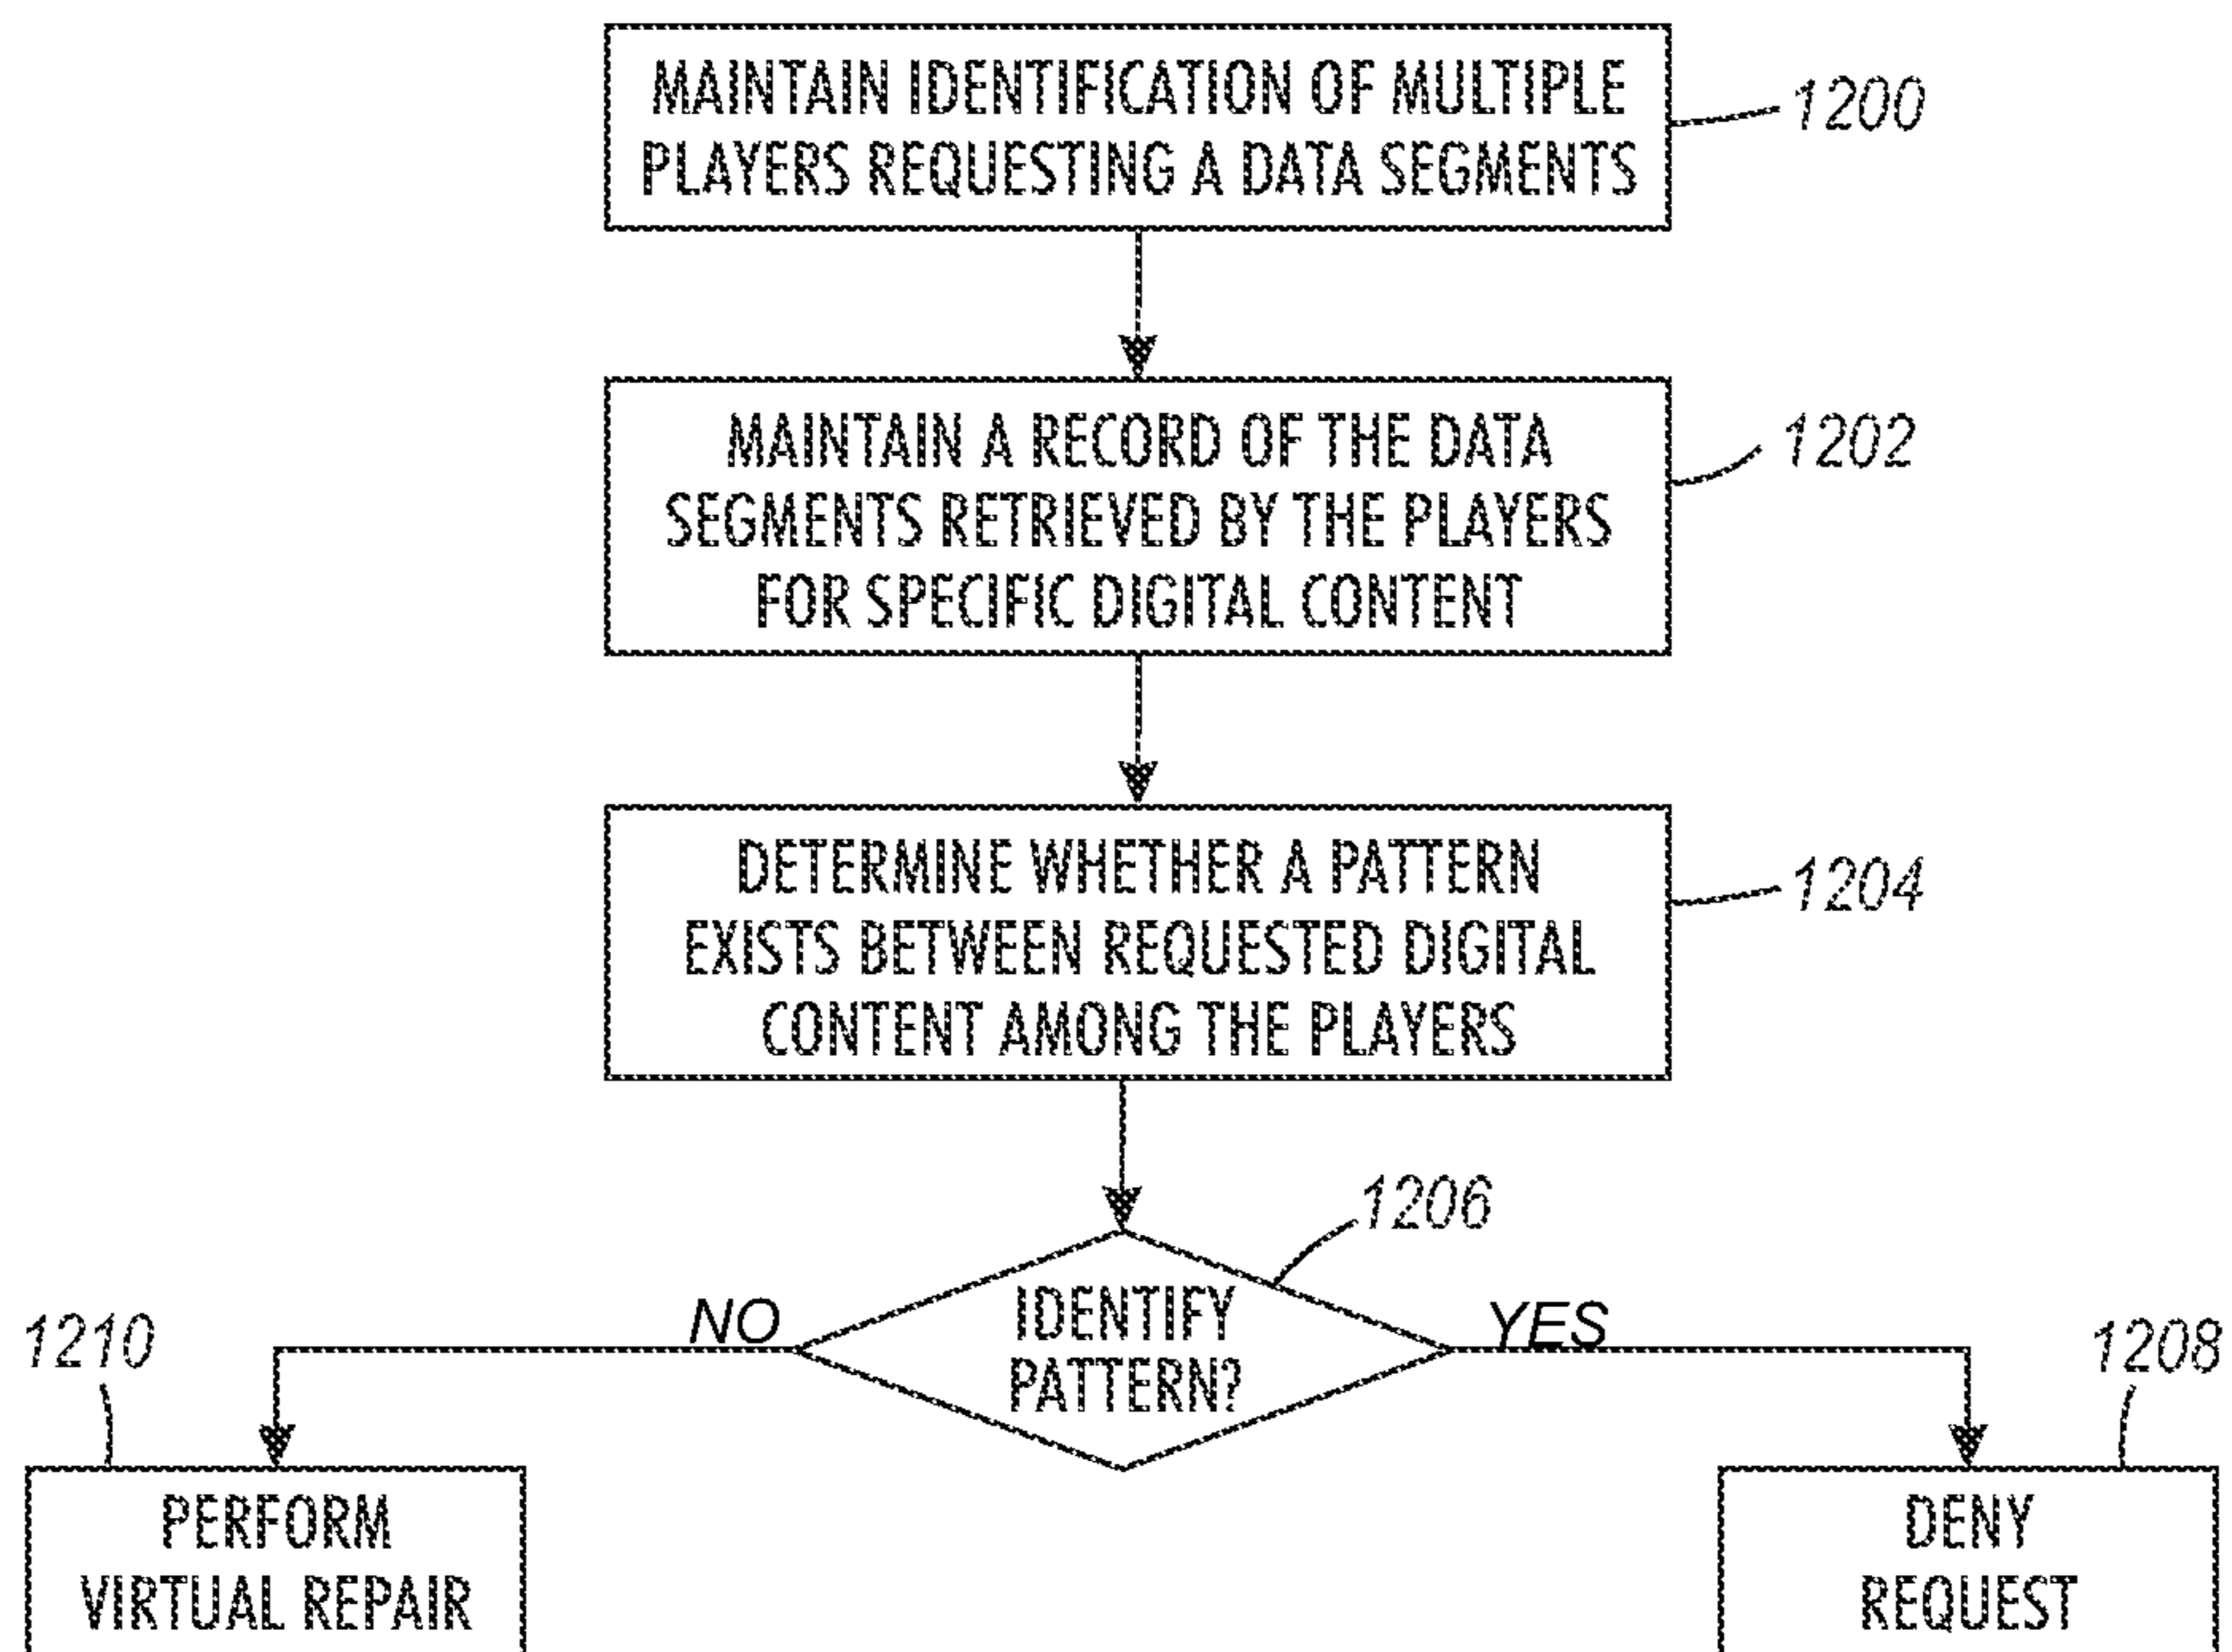 MAINTAIN IDENTIFICATION OF MULTIPLE
PLAYERS REQUESTING A DATA SEGMENTS
1200
MAINTAIN A RECORD OF THE DATA
SEGMENTS RETRIEVED BY THE PLAYERS
FOR SPECIFIC DIGITAL CONTENT
1202
DETERMINE WHETHER A PATTERN
EXISTS BETWEEN REQUESTED DIGITAL
CONTENT AMONG THE PLAYERS
1204
1206
IDENTIFY
PATTERN?
NO
YES
1210
1208
PERFORM
VIRTUAL REPAIR
DENY
REQUEST